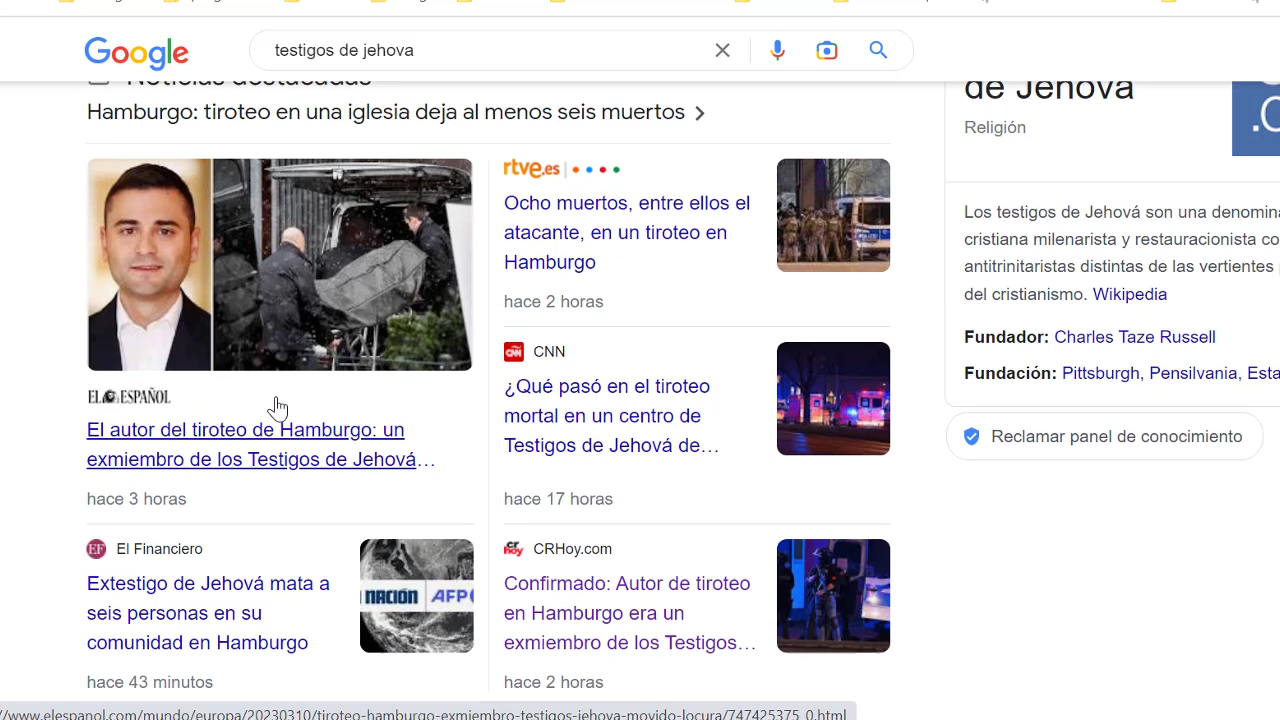 Google
testigos de jehova
Noticias destacadas
de Jehová
Hamburgo: tiroteo en una iglesia deja al menos seis muertos
Religión
EL ESPAÑOL
El autor del tiroteo de Hamburgo: un
exmiembro de los Testigos de Jehová…
hace 3 horas
rtve.es
Ocho muertos, entre ellos el
atacante, en un tiroteo en
Hamburgo
hace 2 horas
CNN
CNN
¿Qué pasó en el tiroteo
mortal en un centro de
Testigos de Jehová de…
hace 17 horas
EF
El Financiero
Extestigo de Jehová mata a
seis personas en su
comunidad en Hamburgo
hace 43 minutos
NACIÓN
AFP
cr hoy
CRHoy.com
Confirmado: Autor de tiroteo
en Hamburgo era un
exmiembro de los Testigos…
hace 2 horas
.O
Los testigos de Jehová son una denomina
cristiana milenarista y restauracionista co
antitrinitaristas distintas de las vertientes
del cristianismo. Wikipedia
Fundador: Charles Taze Russell
Fundación: Pittsburgh, Pensilvania, Esta
Reclamar panel de conocimiento
//www.elespanol.com/mundo/europa/20230310/tiroteo-hamburgo-exmiembro-testigos-jehova-movido-locura/747425375_0.html